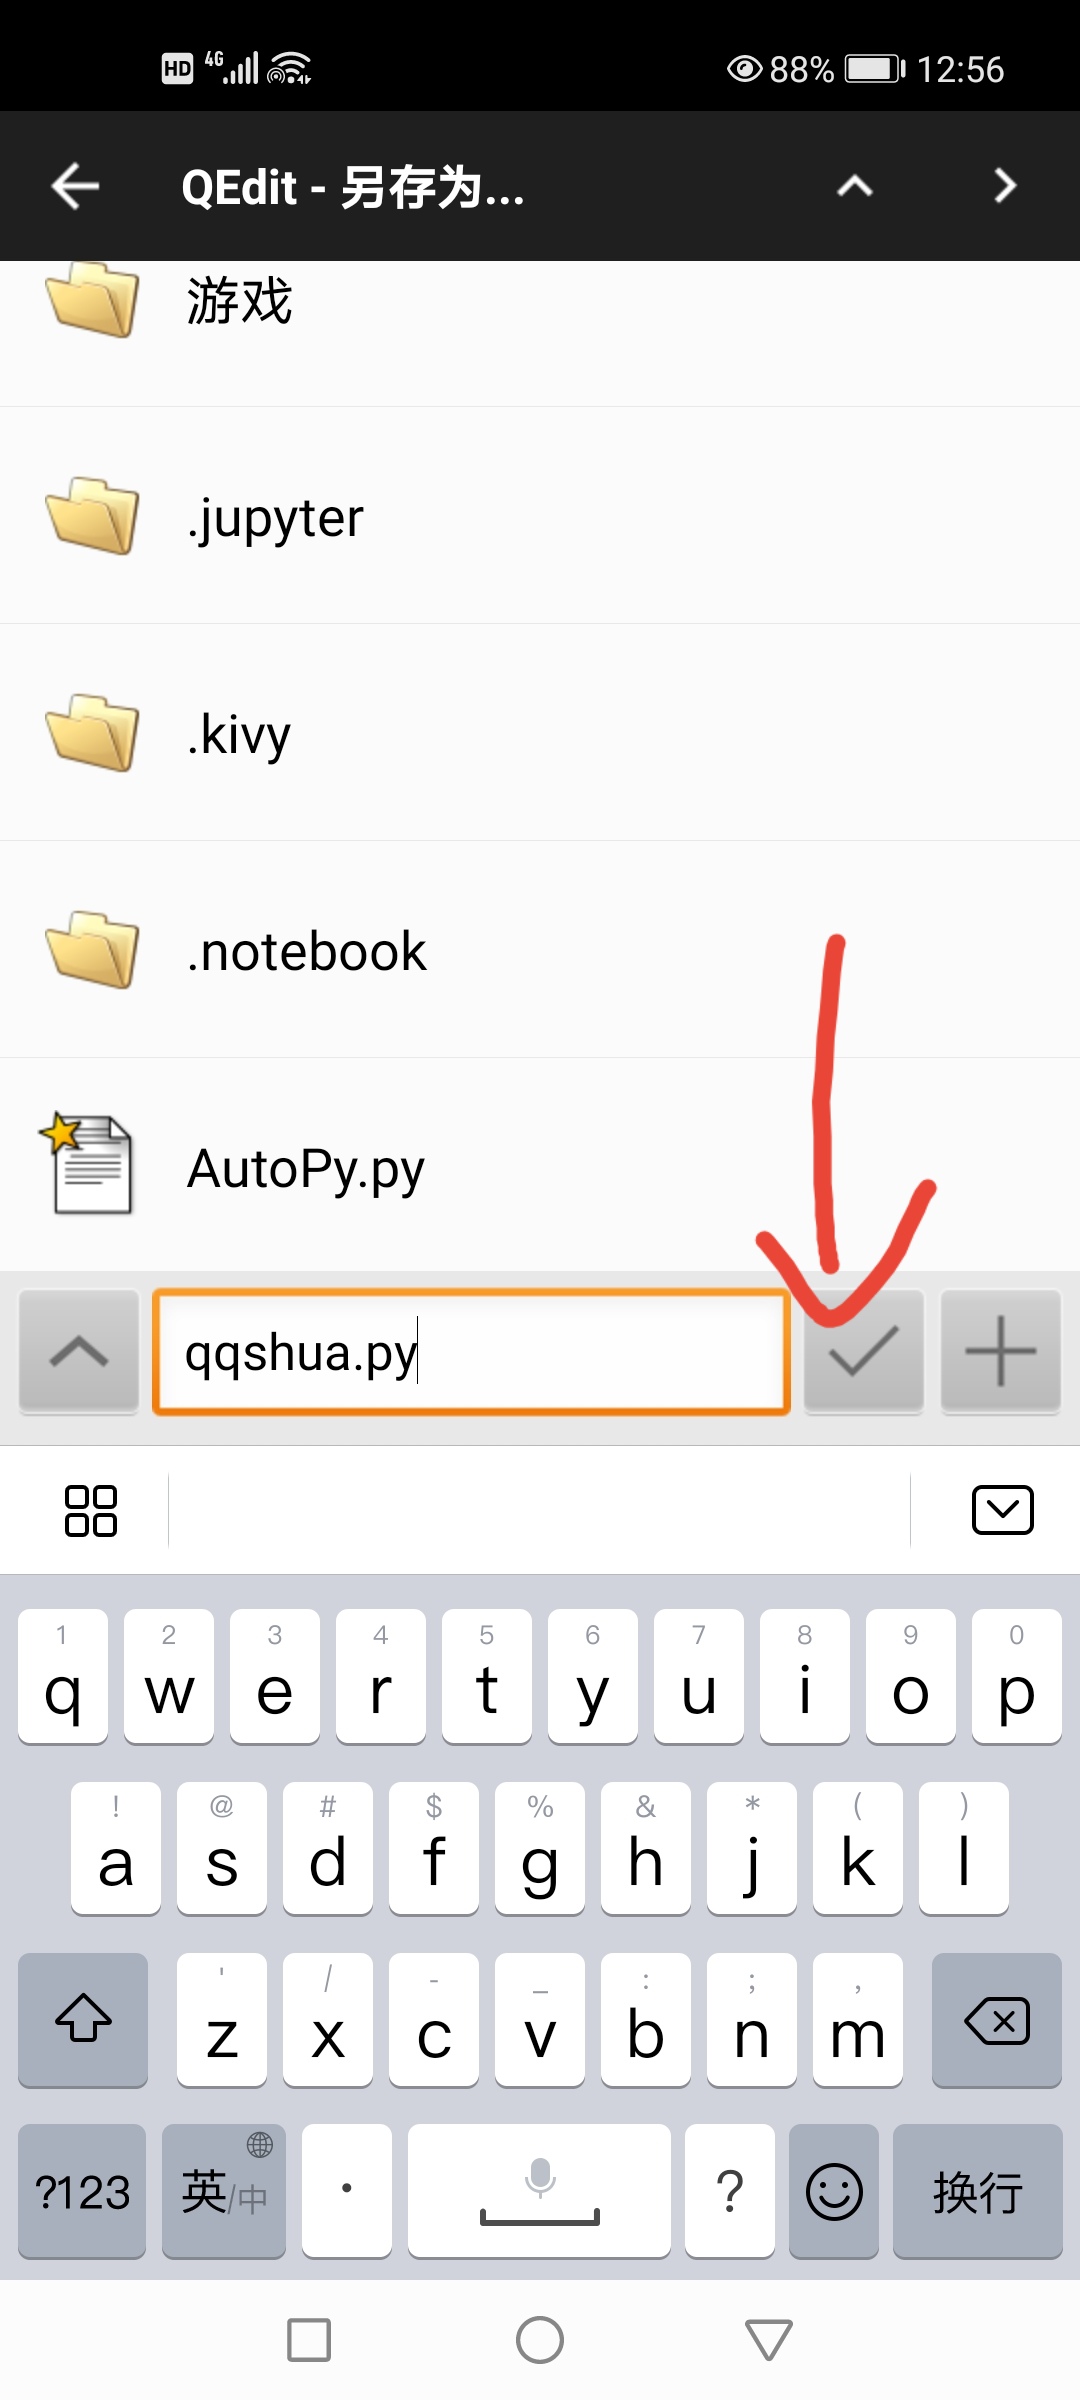 HD 4G 88% 12:56
QEdit - 另存为...
游戏
.jupyter
.kivy
.notebook
AutoPy.py
qqshua.py
1 2 3 4 5 6 7 8 9 0
q w e r t y u i o p
! @ # $ % & * ( )
a s d f g h j k l
' / - _ : ; ,
z x c v b n m
?123 英/中 · ? 换行